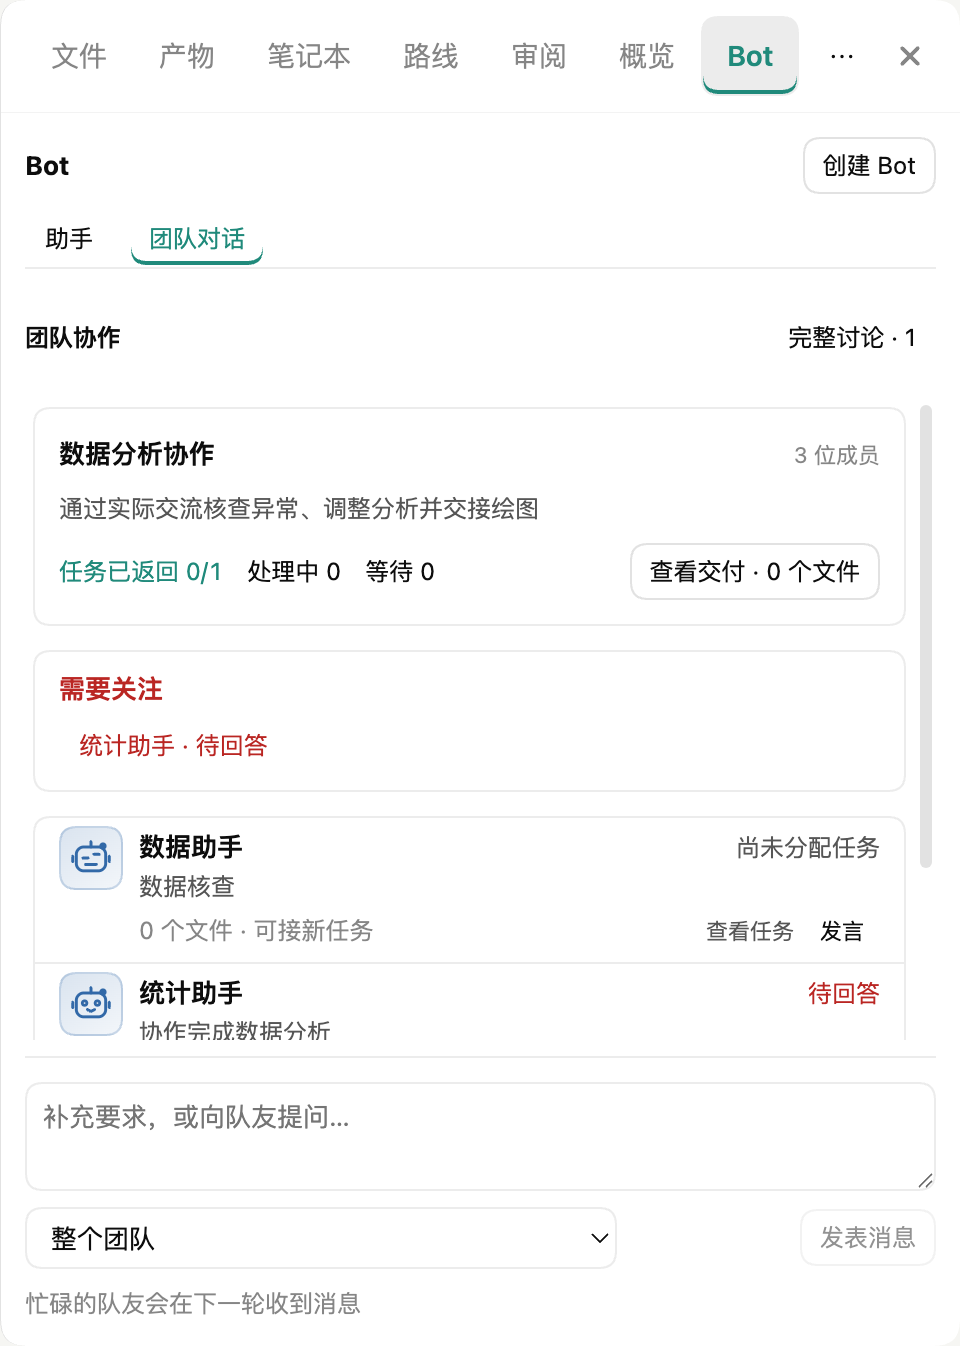 文件 产物 笔记本 路线 审阅 概览 Bot ...
Bot 创建 Bot
助手 团队对话
团队协作 完整讨论 · 1
数据分析协作 3 位成员
通过实际交流核查异常、调整分析并交接绘图
任务已返回 0/1 处理中 0 等待 0 查看交付 · 0 个文件
需要关注
统计助手 · 待回答
数据助手 尚未分配任务
数据核查
0 个文件 · 可接新任务 查看任务 发言
统计助手 待回答
协作完成数据分析
补充要求，或向队友提问...
整个团队 发表消息
忙碌的队友会在下一轮收到消息